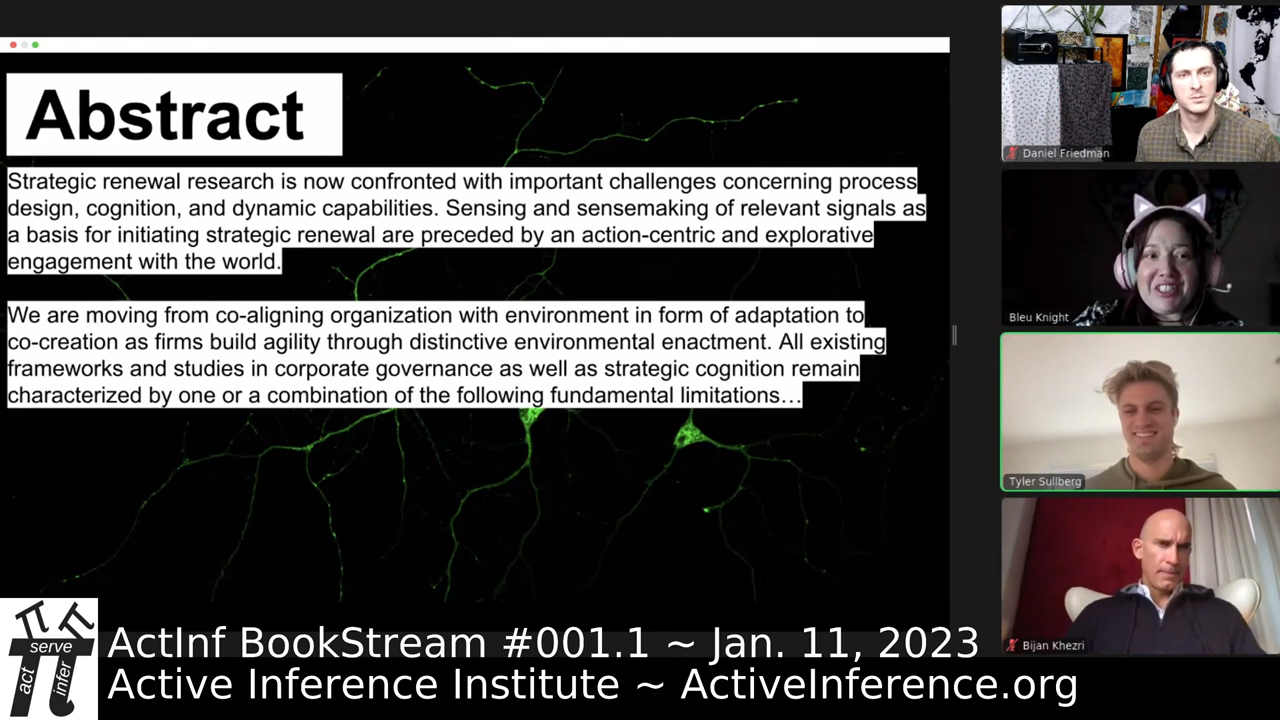 Abstract
Strategic renewal research is now confronted with important challenges concerning process
design, cognition, and dynamic capabilities. Sensing and sensemaking of relevant signals as
a basis for initiating strategic renewal are preceded by an action-centric and explorative
engagement with the world.
We are moving from co-aligning organization with environment in form of adaptation to
co-creation as firms build agility through distinctive environmental enactment. All existing
frameworks and studies in corporate governance as well as strategic cognition remain
characterized by one or a combination of the following fundamental limitations…
Daniel Friedman
Bleu Knight
Tyler Sullberg
Bijan Khezri
serve
act
infer
ActInf BookStream #001.1 ~ Jan. 11, 2023
Active Inference Institute ~ ActiveInference.org